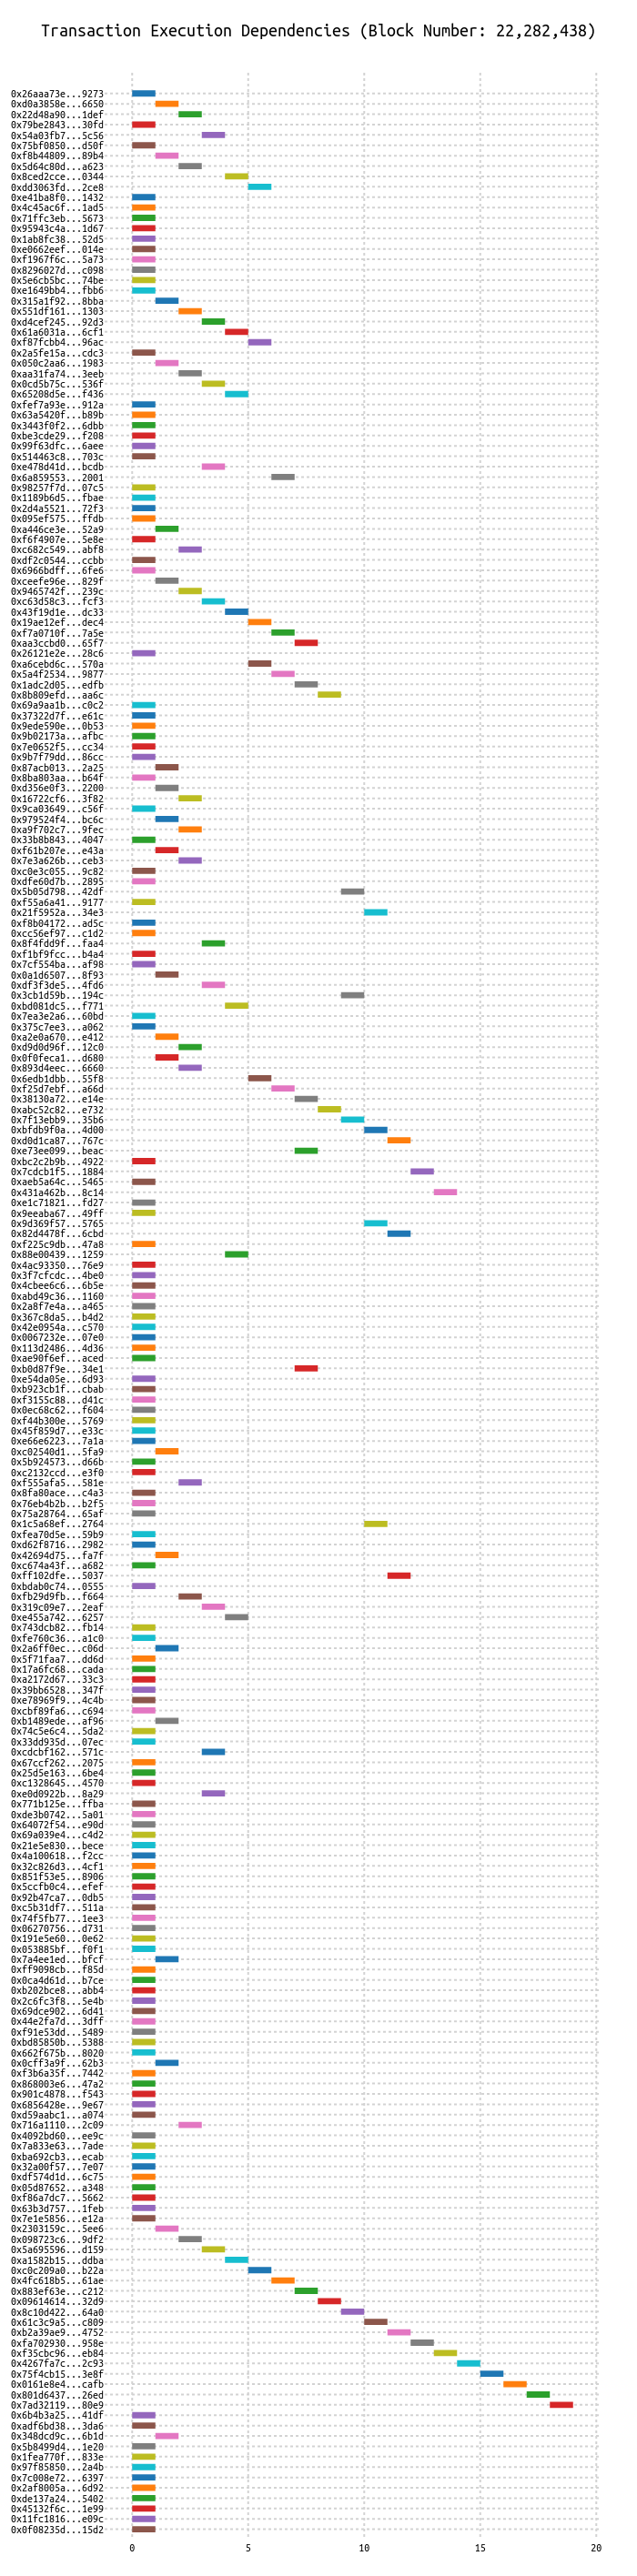 Transaction Execution Dependencies (Block Number: 22,282,438)
0x26aaa73e...9273
0xd0a3858e...6650
0x22d48a90...1def
0x79be2843...30fd
0x54a03fb7...5c56
0x75bf0850...d50f
0xf8b44809...89b4
0x5d64c80d...a623
0x8ced2cce...0344
0xdd3063fd...2ce8
0xe41ba8f0...1432
0x4c45ac6f...1ad5
0x71ffc3eb...5673
0x95943c4a...1d67
0x1ab8fc38...52d5
0xe0662eef...014e
0xf1967f6c...5a73
0x8296027d...c098
0x5e6cb5bc...74be
0xe1649bb4...fbb6
0x315a1f92...8bba
0x551df161...1303
0xd4cef245...92d3
0x61a6031a...6cf1
0xf87fcbb4...96ac
0x2a5fe15a...cdc3
0x050c2aa6...1983
0xaa31fa74...3eeb
0x0cd5b75c...536f
0x65208d5e...f436
0xfef7a93e...912a
0x63a5420f...b89b
0x3443f0f2...6dbb
0xbe3cde29...f208
0x99f63dfc...6aee
0x514463c8...703c
0xe478d41d...bcdb
0x6a859553...2001
0x98257f7d...07c5
0x1189b6d5...fbae
0x2d4a5521...72f3
0x095ef575...ffdb
0xa446ce3e...52a9
0xf6f4907e...5e8e
0xc682c549...abf8
0xdf2c0544...ccbb
0x6966bdff...6fe6
0xceefe96e...829f
0x9465742f...239c
0xc63d58c3...fcf3
0x43f19d1e...dc33
0x19ae12ef...dec4
0xf7a0710f...7a5e
0xaa3ccbd0...65f7
0x26121e2e...28c6
0xa6cebd6c...570a
0x5a4f2534...9877
0x1adc2d05...edfb
0x8b809efd...aa6c
0x69a9aa1b...c0c2
0x37322d7f...e61c
0x9ede590e...0b53
0x9b02173a...afbc
0x7e0652f5...cc34
0x9b7f79dd...86cc
0x87acb013...2a25
0x8ba803aa...b64f
0xd356e0f3...2200
0x16722cf6...3f82
0x9ca03649...c56f
0x979524f4...bc6c
0xa9f702c7...9fec
0x33b8b843...4047
0xf61b207e...e43a
0x7e3a626b...ceb3
0xc0e3c055...9c82
0xdfe60d7b...2895
0x5b05d798...42df
0xf55a6a41...9177
0x21f5952a...34e3
0xf8b04172...ad5c
0xcc56ef97...c1d2
0x8f4fdd9f...faa4
0xf1bf9fcc...b4a4
0x7cf554ba...af98
0x0a1d6507...8f93
0xdf3f3de5...4fd6
0x3cb1d59b...194c
0xbd081dc5...f771
0x7ea3e2a6...60bd
0x375c7ee3...a062
0xa2e0a670...e412
0xd9d0d96f...12c0
0x0f0feca1...d680
0x893d4eec...6660
0x6edb1dbb...55f8
0xf25d7ebf...a66d
0x38130a72...e14e
0xabc52c82...e732
0x7f13ebb9...35b6
0xbfdb9f0a...4d00
0xd0d1ca87...767c
0xe73ee099...beac
0xbc2c2b9b...4922
0x7cdcb1f5...1884
0xaeb5a64c...5465
0x431a462b...8c14
0xe1c71821...fd27
0x9eeaba67...49ff
0x9d369f57...5765
0x82d4478f...6cbd
0xf225c9db...47a8
0x88e00439...1259
0x4ac93350...76e9
0x3f7cfcdc...4be0
0x4cbee6c6...6b5e
0xabd49c36...1160
0x2a8f7e4a...a465
0x367c8da5...b4d2
0x42e0954a...c570
0x0067232e...07e0
0x113d2486...4d36
0xae90f6ef...aced
0xb0d87f9e...34e1
0xe54da05e...6d93
0xb923cb1f...cbab
0xf3155c88...d41c
0x0ec68c62...f604
0xf44b300e...5769
0x45f859d7...e33c
0xe66e6223...7a1a
0xc02540d1...5fa9
0x5b924573...d66b
0xc2132ccd...e3f0
0xf555afa5...581e
0x8fa80ace...c4a3
0x76eb4b2b...b2f5
0x75a28764...65af
0x1c5a68ef...2764
0xfea70d5e...59b9
0xd62f8716...2982
0x42694d75...fa7f
0xc674a43f...a682
0xff102dfe...5037
0xbdab0c74...0555
0xfb29d9fb...f664
0x319c09e7...2eaf
0xe455a742...6257
0x743dcb82...fb14
0xfe760c36...a1c0
0x2a6ff0ec...c06d
0x5f71faa7...dd6d
0x17a6fc68...cada
0xa2172d67...33c3
0x39bb6528...347f
0xe78969f9...4c4b
0xcbf89fa6...c694
0xb1489ede...af96
0x74c5e6c4...5da2
0x33dd935d...07ec
0xcdcbf162...571c
0x67ccf262...2075
0x25d5e163...6be4
0xc1328645...4570
0xe0d0922b...8a29
0x771b125e...ffba
0xde3b0742...5a01
0x64072f54...e90d
0x69a039e4...c4d2
0x21e5e830...bece
0x4a100618...f2cc
0x32c826d3...4cf1
0x851f53e5...8906
0x5ccfb0c4...efef
0x92b47ca7...0db5
0xc5b31df7...511a
0x74f5fb77...1ee3
0x06270756...d731
0x191e5e60...0e62
0x053885bf...f0f1
0x7a4ee1ed...bfcf
0xff9098cb...f85d
0x0ca4d61d...b7ce
0xb202bce8...abb4
0x2c6fc3f8...5e4b
0x69dce902...6d41
0x44e2fa7d...3dff
0xf91e53dd...5489
0xbd85850b...5388
0x662f675b...8020
0x0cff3a9f...62b3
0xf3b6a35f...7442
0x868003e6...47a2
0x901c4878...f543
0x6856428e...9e67
0xd59aabc1...a074
0x716a1110...2c09
0x4092bd60...ee9c
0x7a833e63...7ade
0xba692cb3...ecab
0x32a00f57...7e07
0xdf574d1d...6c75
0x05d87652...a348
0xf86a7dc7...5662
0x63b3d757...1feb
0x7e1e5856...e12a
0x2303159c...5ee6
0x098723c6...9df2
0x5a695596...d159
0xa1582b15...ddba
0xc0c209a0...b22a
0x4fc618b5...61ae
0x883ef63e...c212
0x09614614...32d9
0x8c10d422...64a0
0x61c3c9a5...c809
0xb2a39ae9...4752
0xfa702930...958e
0xf35cbc96...eb84
0x4267fa7c...2c93
0x75f4cb15...3e8f
0x0161e8e4...cafb
0x801d6437...26ed
0x7ad32119...80e9
0x6b4b3a25...41df
0xadf6bd38...3da6
0x348dcd9c...6b1d
0x5b8499d4...1e20
0x1fea770f...833e
0x97f85850...2a4b
0x7c008e72...6397
0x2af8005a...6d92
0xde137a24...5402
0x45132f6c...1e99
0x11fc1816...e09c
0x0f08235d...15d2
0 5 10 15 20